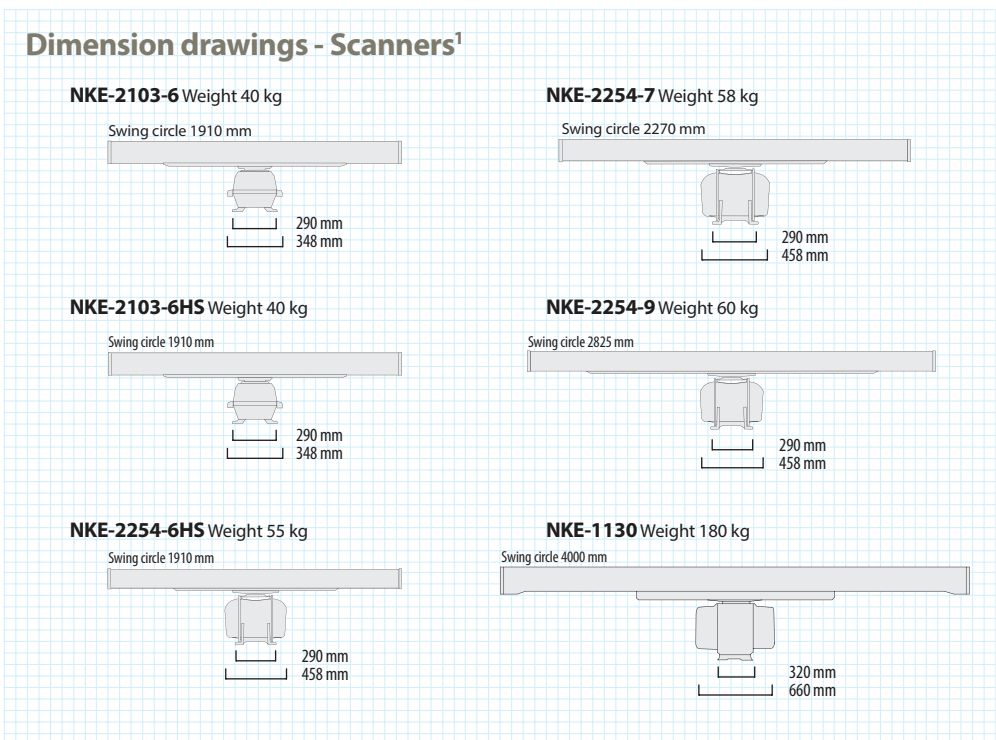 Dimension drawings - Scanners¹
NKE-2103-6 Weight 40 kg
Swing circle 1910 mm
290 mm
348 mm
NKE-2254-7 Weight 58 kg
Swing circle 2270 mm
290 mm
458 mm
NKE-2103-6HS Weight 40 kg
Swing circle 1910 mm
290 mm
348 mm
NKE-2254-9 Weight 60 kg
Swing circle 2825 mm
290 mm
458 mm
NKE-2254-6HS Weight 55 kg
Swing circle 1910 mm
290 mm
458 mm
NKE-1130 Weight 180 kg
Swing circle 4000 mm
320 mm
660 mm